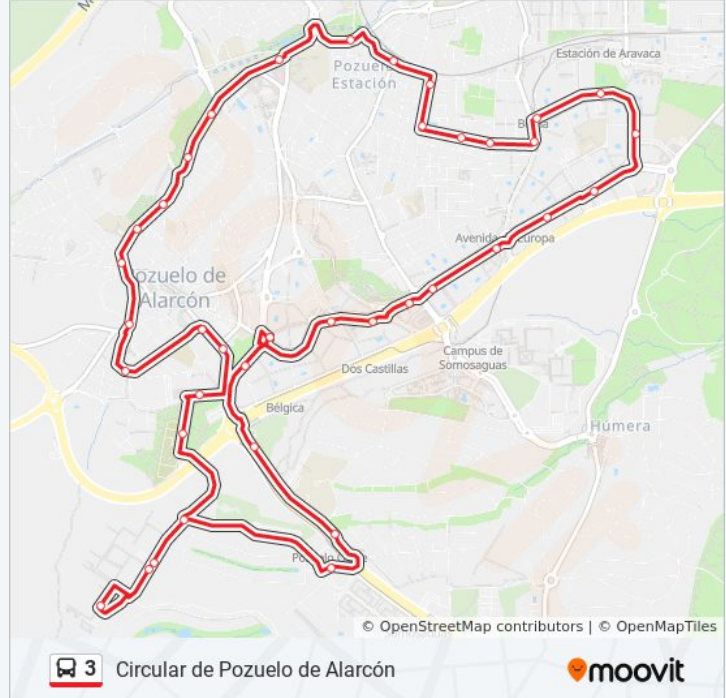 Estación de Aravaca
Pozuelo
Estación
Avenida
Europa
Pozuelo de
Alarcón
Campus de
Somosaguas
Dos Castillas
Bélgica
Húmera
© OpenStreetMap contributors | © OpenMapTiles
3 Circular de Pozuelo de Alarcón
moovit